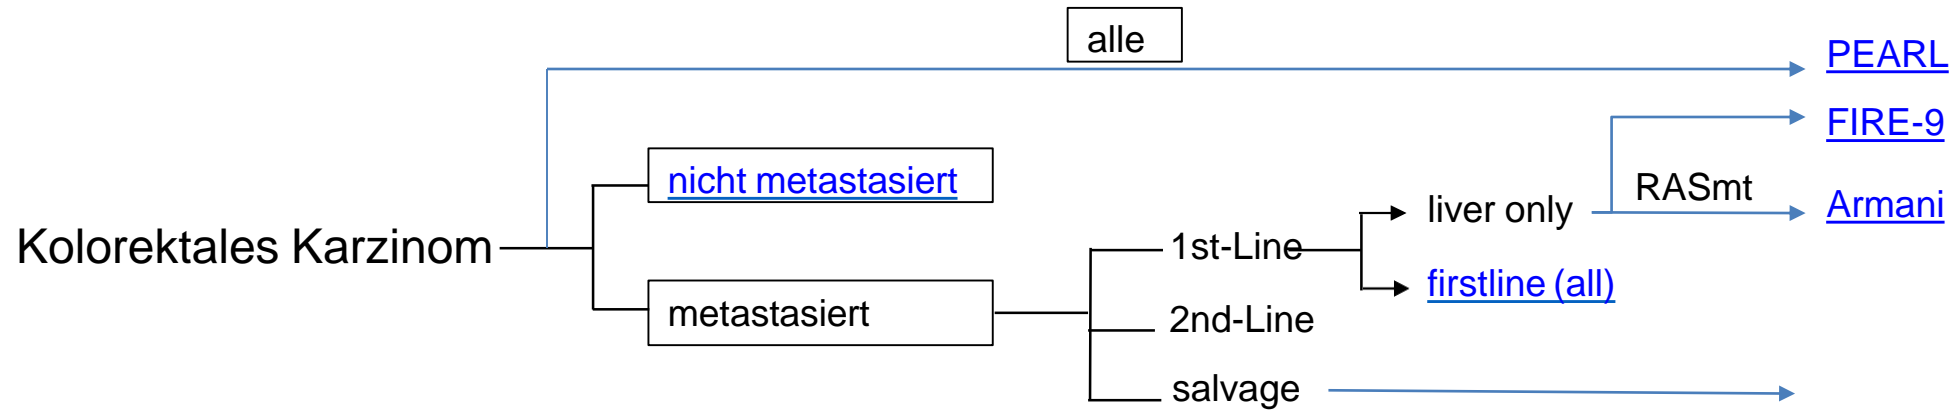 alle
PEARL
FIRE-9
nicht metastasiert
RASmt
liver only
Armani
Kolorektales Karzinom
1st-Line
firstline (all)
metastasiert
2nd-Line
salvage